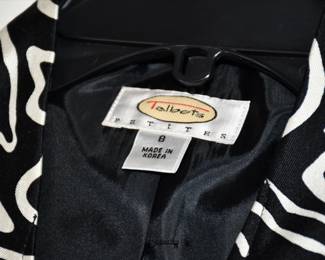 Talbots
PETITES
8
MADE IN
KOREA